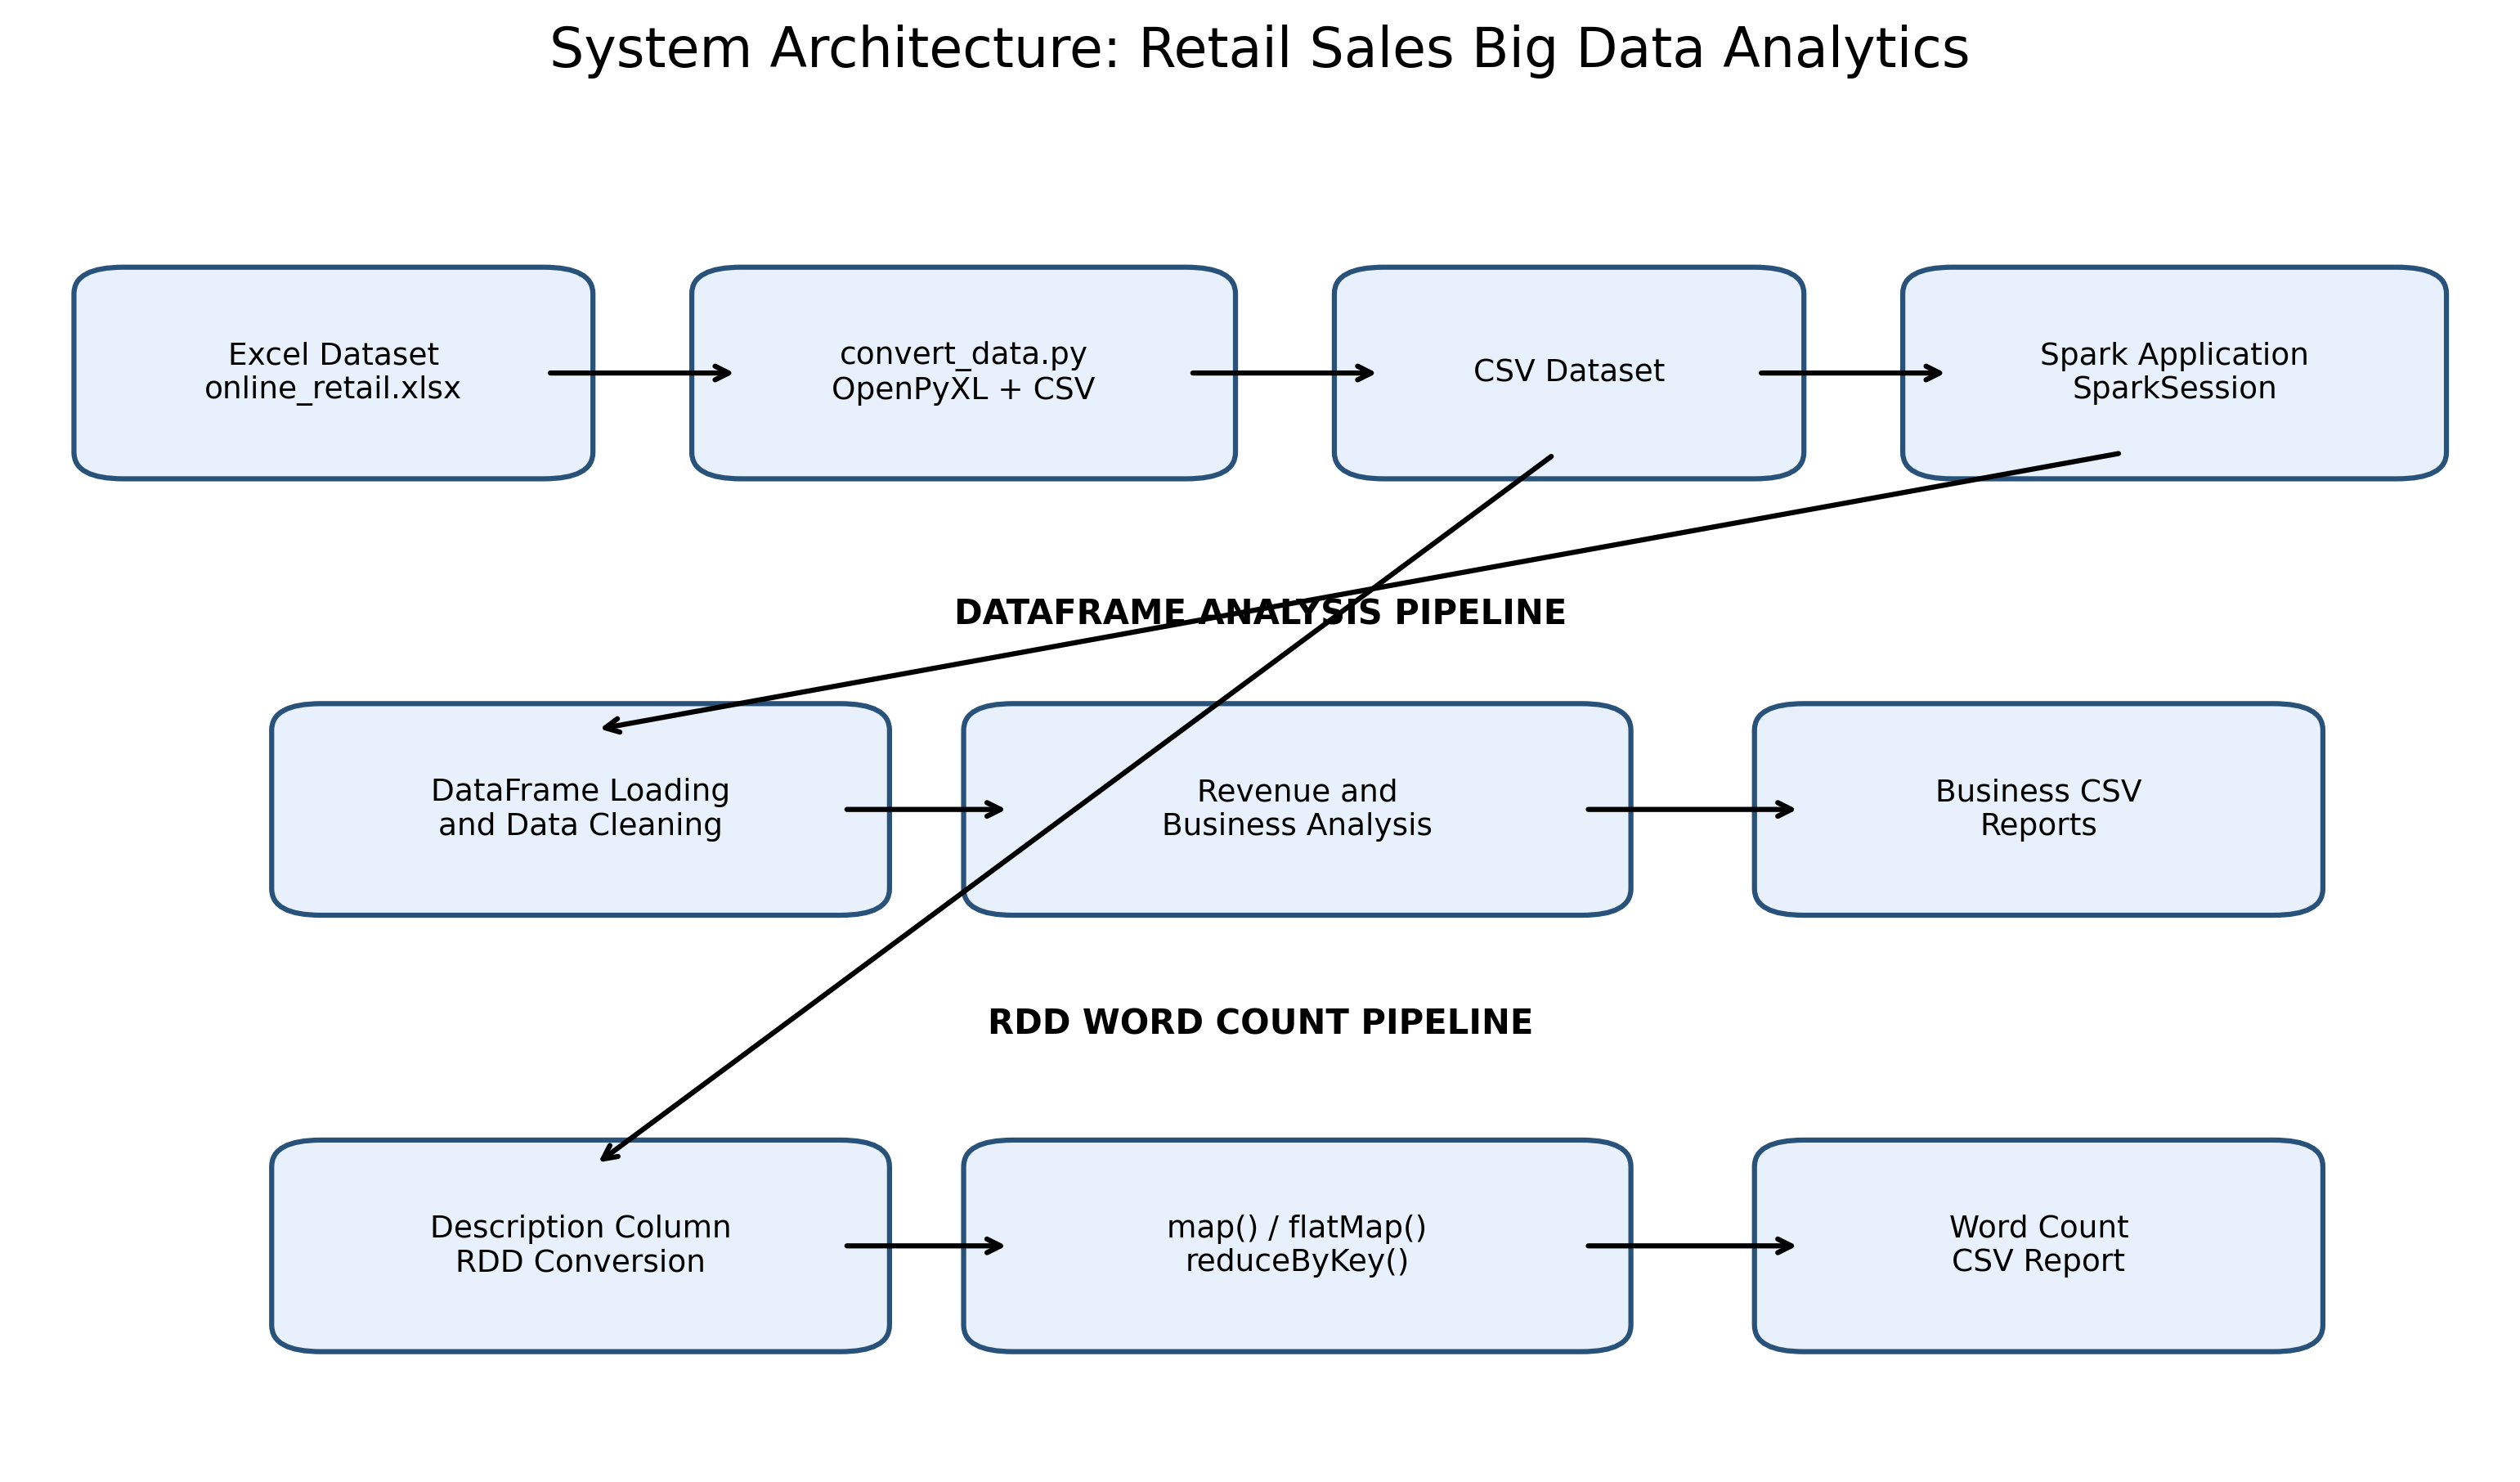 System Architecture: Retail Sales Big Data Analytics
Excel Dataset
online_retail.xlsx
convert_data.py
OpenPyXL + CSV
CSV Dataset
Spark Application
SparkSession
DATAFRAME ANALYSIS PIPELINE
DataFrame Loading
and Data Cleaning
Revenue and
Business Analysis
Business CSV
Reports
RDD WORD COUNT PIPELINE
Description Column
RDD Conversion
map() / flatMap()
reduceByKey()
Word Count
CSV Report